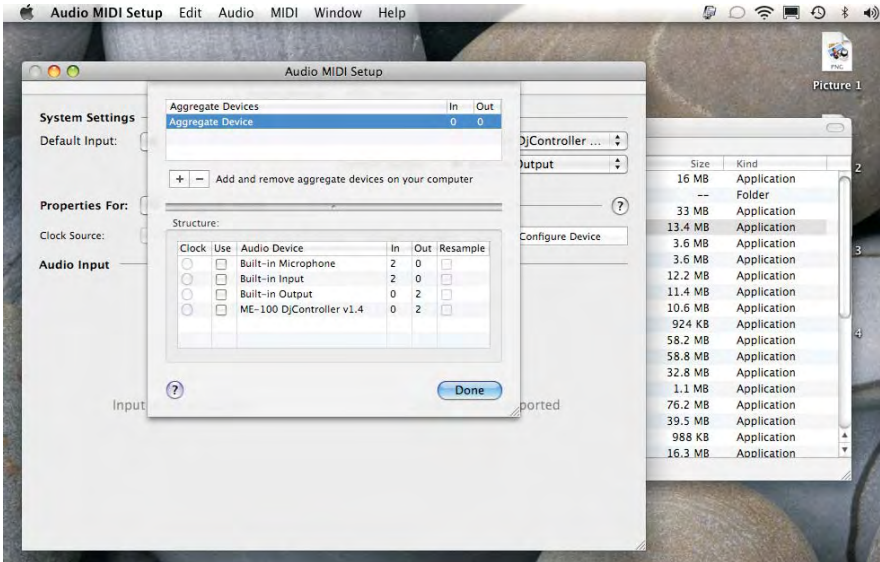 Audio MIDI Setup Edit Audio MIDI Window Help
PNG
Picture 1
Audio MIDI Setup
System Settings
Default Input:
DjController ...
Output
Properties For:
?
Clock Source:
Configure Device
Audio Input
Input
ported
Aggregate Devices In Out
Aggregate Device 0 0
+ − Add and remove aggregate devices on your computer
Structure:
Clock Use Audio Device In Out Resample
Built-in Microphone 2 0
Built-in Input 2 0
Built-in Output 0 2
ME-100 DjController v1.4 0 2
?
Done
Size Kind
16 MB Application
-- Folder
33 MB Application
13.4 MB Application
3.6 MB Application
3.6 MB Application
12.2 MB Application
11.4 MB Application
10.6 MB Application
924 KB Application
58.2 MB Application
58.8 MB Application
32.8 MB Application
1.1 MB Application
76.2 MB Application
39.5 MB Application
988 KB Application
16.3 MB Application
2
3
4